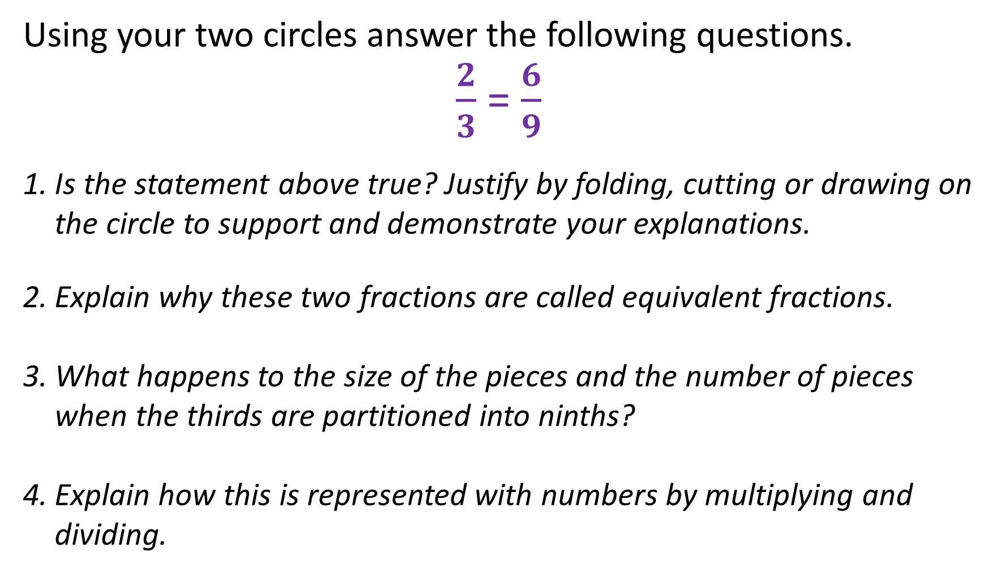 Using your two circles answer the following questions.
2/3 = 6/9
1. Is the statement above true? Justify by folding, cutting or drawing on
the circle to support and demonstrate your explanations.
2. Explain why these two fractions are called equivalent fractions.
3. What happens to the size of the pieces and the number of pieces
when the thirds are partitioned into ninths?
4. Explain how this is represented with numbers by multiplying and
dividing.